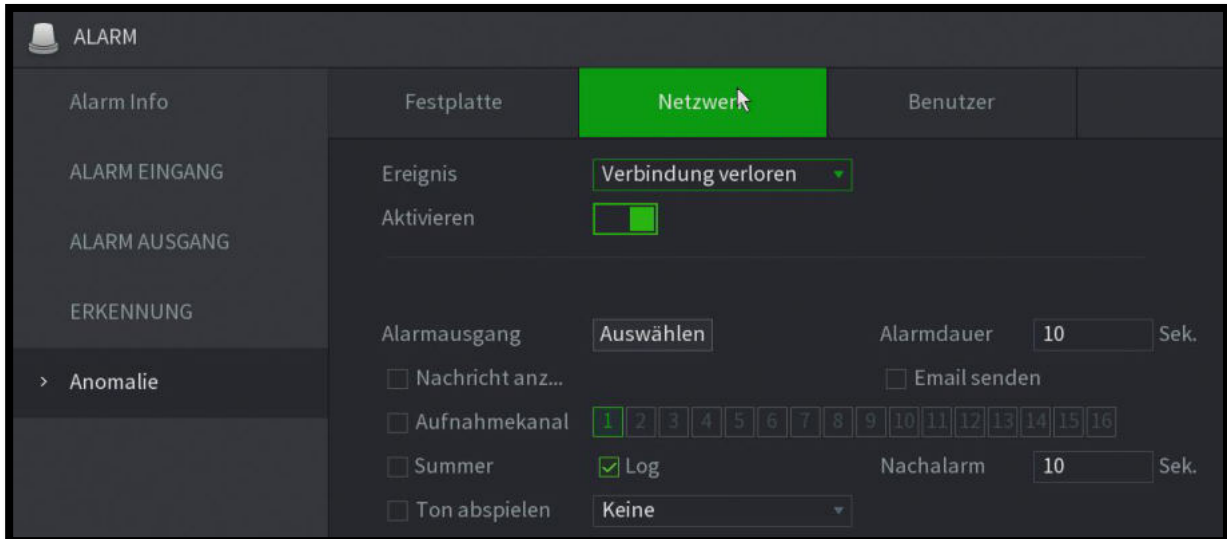 ALARM
Alarm Info
ALARM EINGANG
ALARM AUSGANG
ERKENNUNG
Anomalie
Festplatte Netzwerk Benutzer
Ereignis Verbindung verloren
Aktivieren
Alarmausgang Auswählen Alarmdauer 10 Sek.
Nachricht anz... Email senden
Aufnahmekanal 1 2 3 4 5 6 7 8 9 10 11 12 13 14 15 16
Summer Log Nachalarm 10 Sek.
Ton abspielen Keine